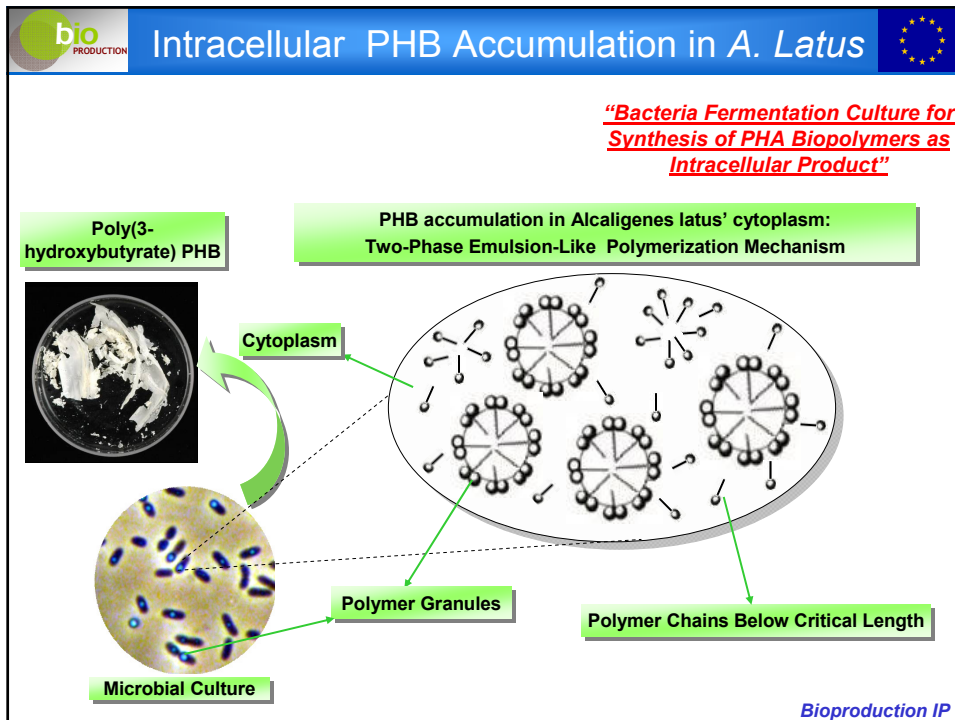 bio
PRODUCTION
Intracellular PHB Accumulation in A. Latus
“Bacteria Fermentation Culture for
Synthesis of PHA Biopolymers as
Intracellular Product”
Poly(3-
hydroxybutyrate) PHB
PHB accumulation in Alcaligenes latus’ cytoplasm:
Two-Phase Emulsion-Like Polymerization Mechanism
Cytoplasm
Polymer Granules
Polymer Chains Below Critical Length
Microbial Culture
Bioproduction IP